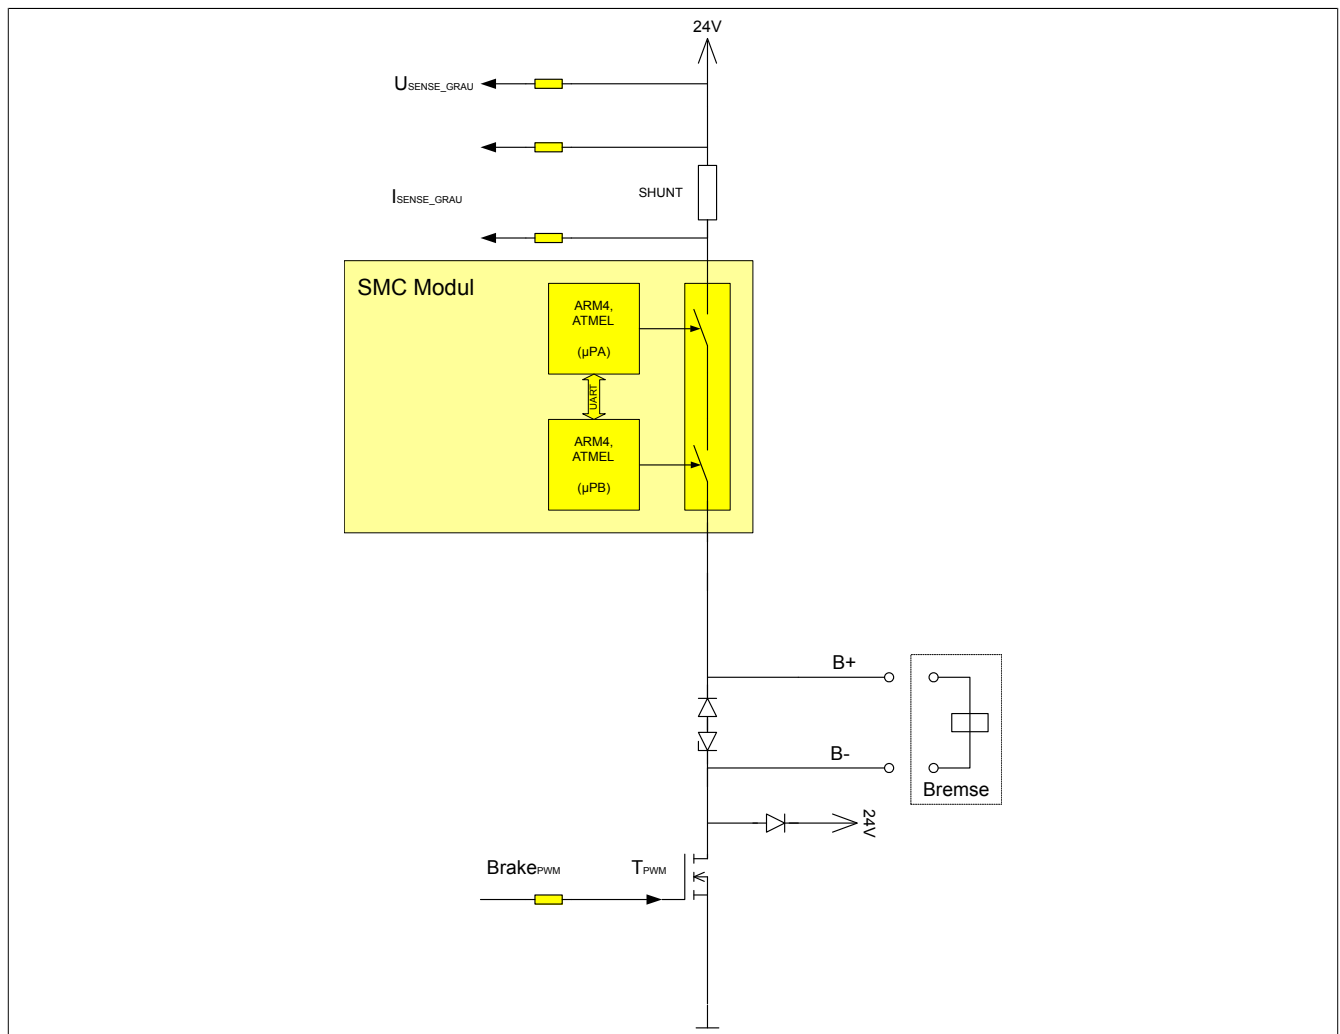 24V
USENSE_GRAU
ISENSE_GRAU
SHUNT
SMC Modul
ARM4,
ATMEL
(µPA)
UART
ARM4,
ATMEL
(µPB)
B+
B-
Bremse
24V
BrakePWM
TPWM